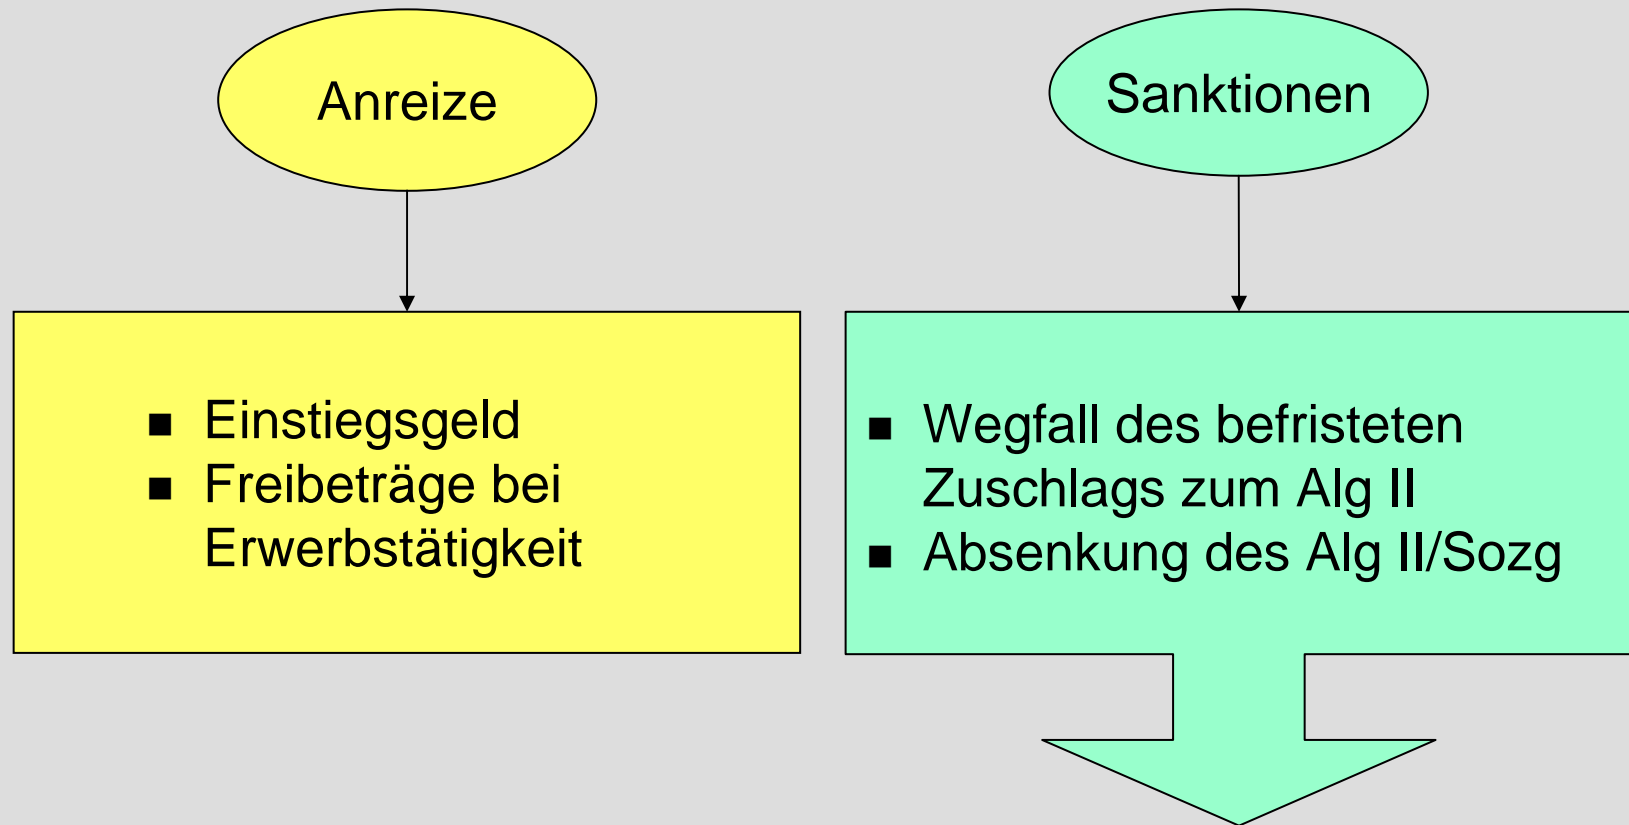 Anreize
■ Einstiegsgeld
■ Freibeträge bei
Erwerbstätigkeit
Sanktionen
■ Wegfall des befristeten
Zuschlags zum Alg II
■ Absenkung des Alg II/Sozg